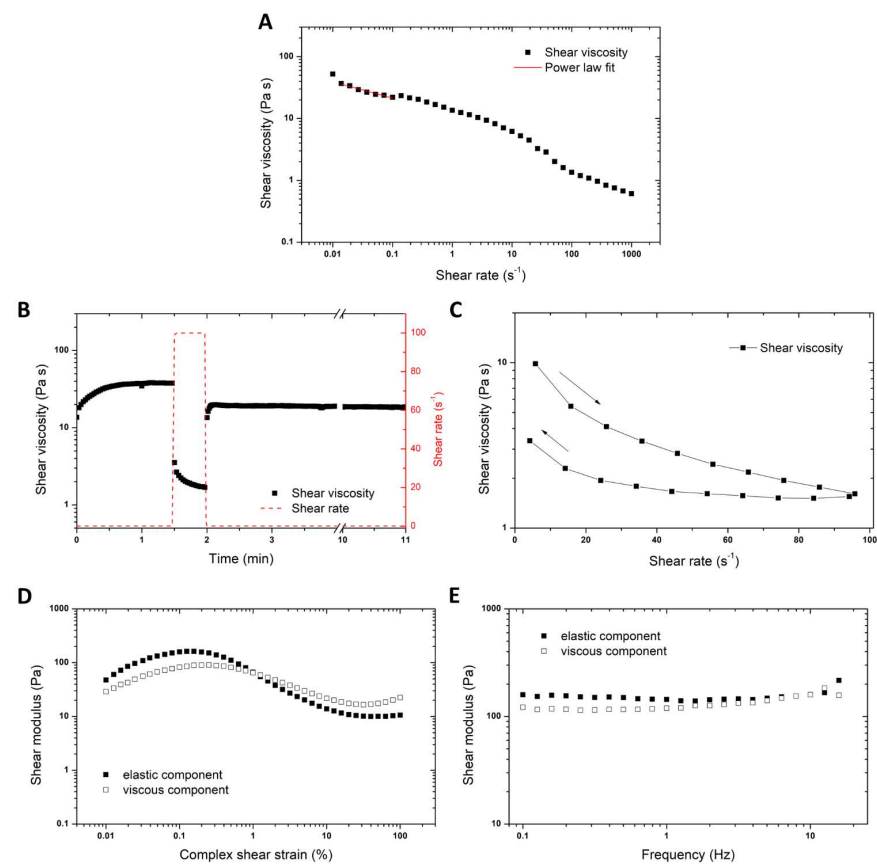 A
Shear viscosity
Power law fit
100
10
1
0.1
Shear viscosity (Pa s)
0.01 0.1 1 10 100 1000
Shear rate (s-1)
B
100
10
1
Shear viscosity (Pa s)
100
80
60
40
20
0
Shear rate (s-1)
Shear viscosity
Shear rate
0 1 2 3 10 11
Time (min)
C
Shear viscosity
10
1
Shear viscosity (Pa s)
0 20 40 60 80 100
Shear rate (s-1)
D
1000
100
10
1
0.1
Shear modulus (Pa)
elastic component
viscous component
0.01 0.1 1 10 100
Complex shear strain (%)
E
1000
100
10
Shear modulus (Pa)
elastic component
viscous component
0.1 1 10
Frequency (Hz)